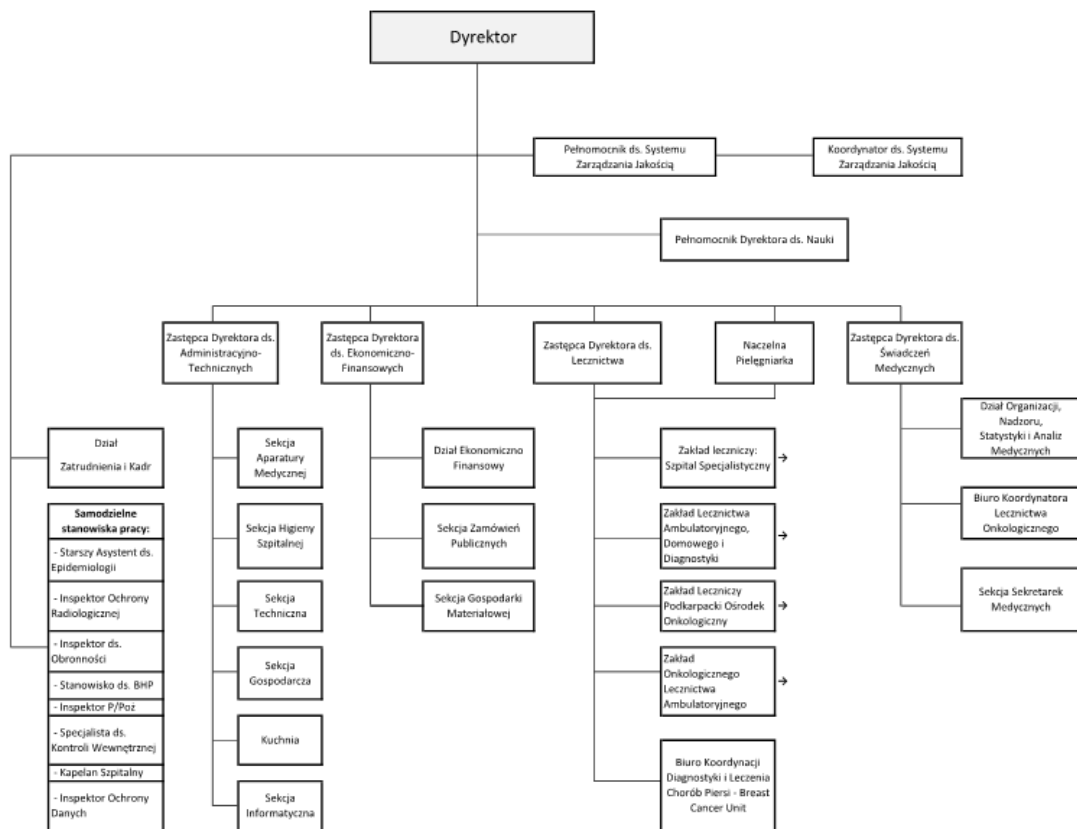 Dyrektor
Pełnomocnik ds. Systemu
Zarządzania Jakością
Koordynator ds. Systemu
Zarządzania Jakością
Pełnomocnik Dyrektora ds. Nauki
Zastępca Dyrektora ds.
Administracyjno-
Technicznych
Zastępca Dyrektora
ds. Ekonomiczno-
Finansowych
Zastępca Dyrektora ds.
Lecznictwa
Naczelna
Pielęgniarka
Zastępca Dyrektora ds.
Świadczeń
Medycznych
Dział
Zatrudnienia i Kadr
Samodzielne
stanowiska pracy:
- Starszy Asystent ds.
Epidemiologii
- Inspektor Ochrony
Radiologicznej
- Inspektor ds.
Obronności
- Stanowisko ds. BHP
- Inspektor P/Poż
- Specjalista ds.
Kontroli Wewnętrznej
- Kapelan Szpitalny
- Inspektor Ochrony
Danych
Sekcja
Aparatury
Medycznej
Sekcja Higieny
Szpitalnej
Sekcja
Techniczna
Sekcja
Gospodarcza
Kuchnia
Sekcja
Informatyczna
Dział Ekonomiczno
Finansowy
Sekcja Zamówień
Publicznych
Sekcja Gospodarki
Materiałowej
Zakład leczniczy:
Szpital Specjalistyczny
→
Zakład Lecznictwa
Ambulatoryjnego,
Domowego i
Diagnostyki
→
Zakład Leczniczy
Podkarpacki Ośrodek
Onkologiczny
→
Zakład
Onkologicznego
Lecznictwa
Ambulatoryjnego
→
Biuro Koordynacji
Diagnostyki i Leczenia
Chorób Piersi - Breast
Cancer Unit
Dział Organizacji,
Nadzoru,
Statystyki i Analiz
Medycznych
Biuro Koordynatora
Lecznictwa
Onkologicznego
Sekcja Sekretarek
Medycznych